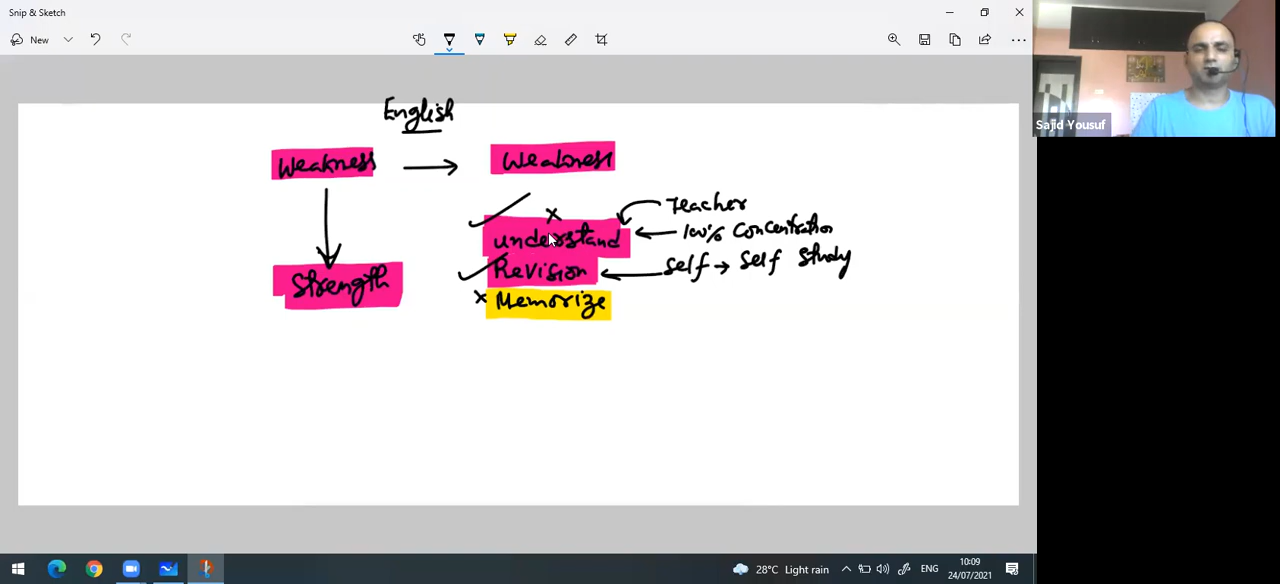 Snip & Sketch
New
Sajid Yousuf
English
Weakness → Weakness
Teacher
understand ← 100% Concentration
Revision ← Self → Self Study
Strength
× Memorize
28°C Light rain
ENG
10:09
24/07/2021